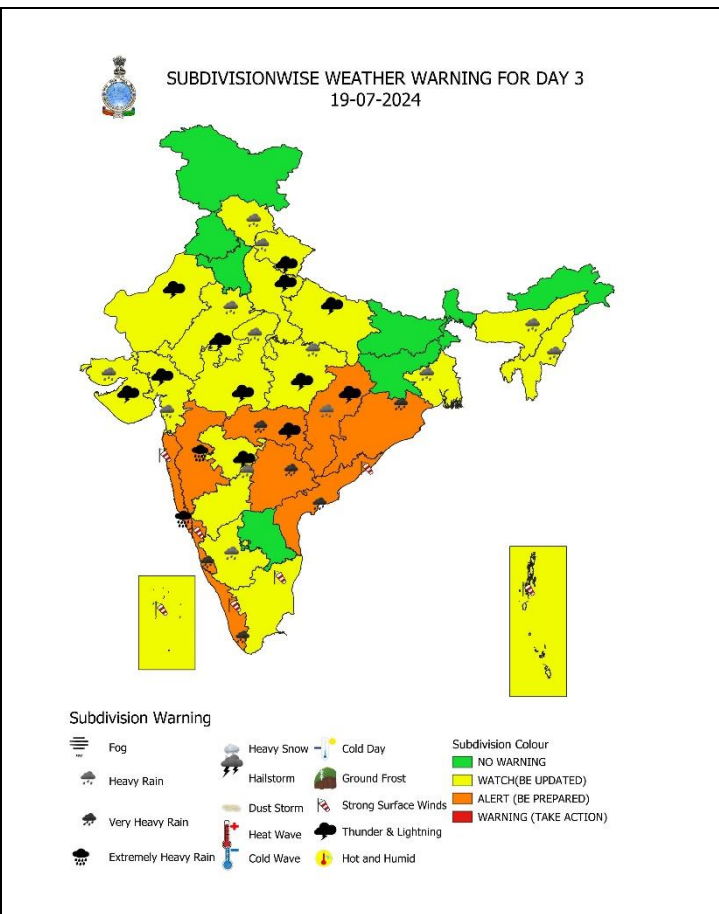 SUBDIVISIONWISE WEATHER WARNING FOR DAY 3
19-07-2024
Subdivision Warning
Fog
Heavy Rain
Very Heavy Rain
Extremely Heavy Rain
Heavy Snow
Hailstorm
Dust Storm
Heat Wave
Cold Wave
Cold Day
Ground Frost
Strong Surface Winds
Thunder & Lightning
Hot and Humid
Subdivision Colour
NO WARNING
WATCH(BE UPDATED)
ALERT (BE PREPARED)
WARNING (TAKE ACTION)